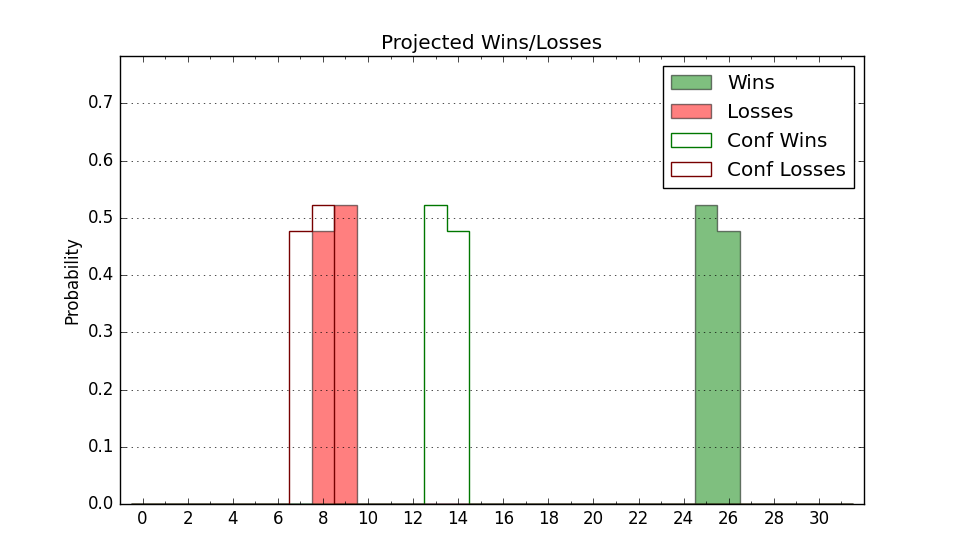 Projected Wins/Losses
Wins
Losses
Conf Wins
Conf Losses
Probability
0.7
0.6
0.5
0.4
0.3
0.2
0.1
0.0
0 2 4 6 8 10 12 14 16 18 20 22 24 26 28 30